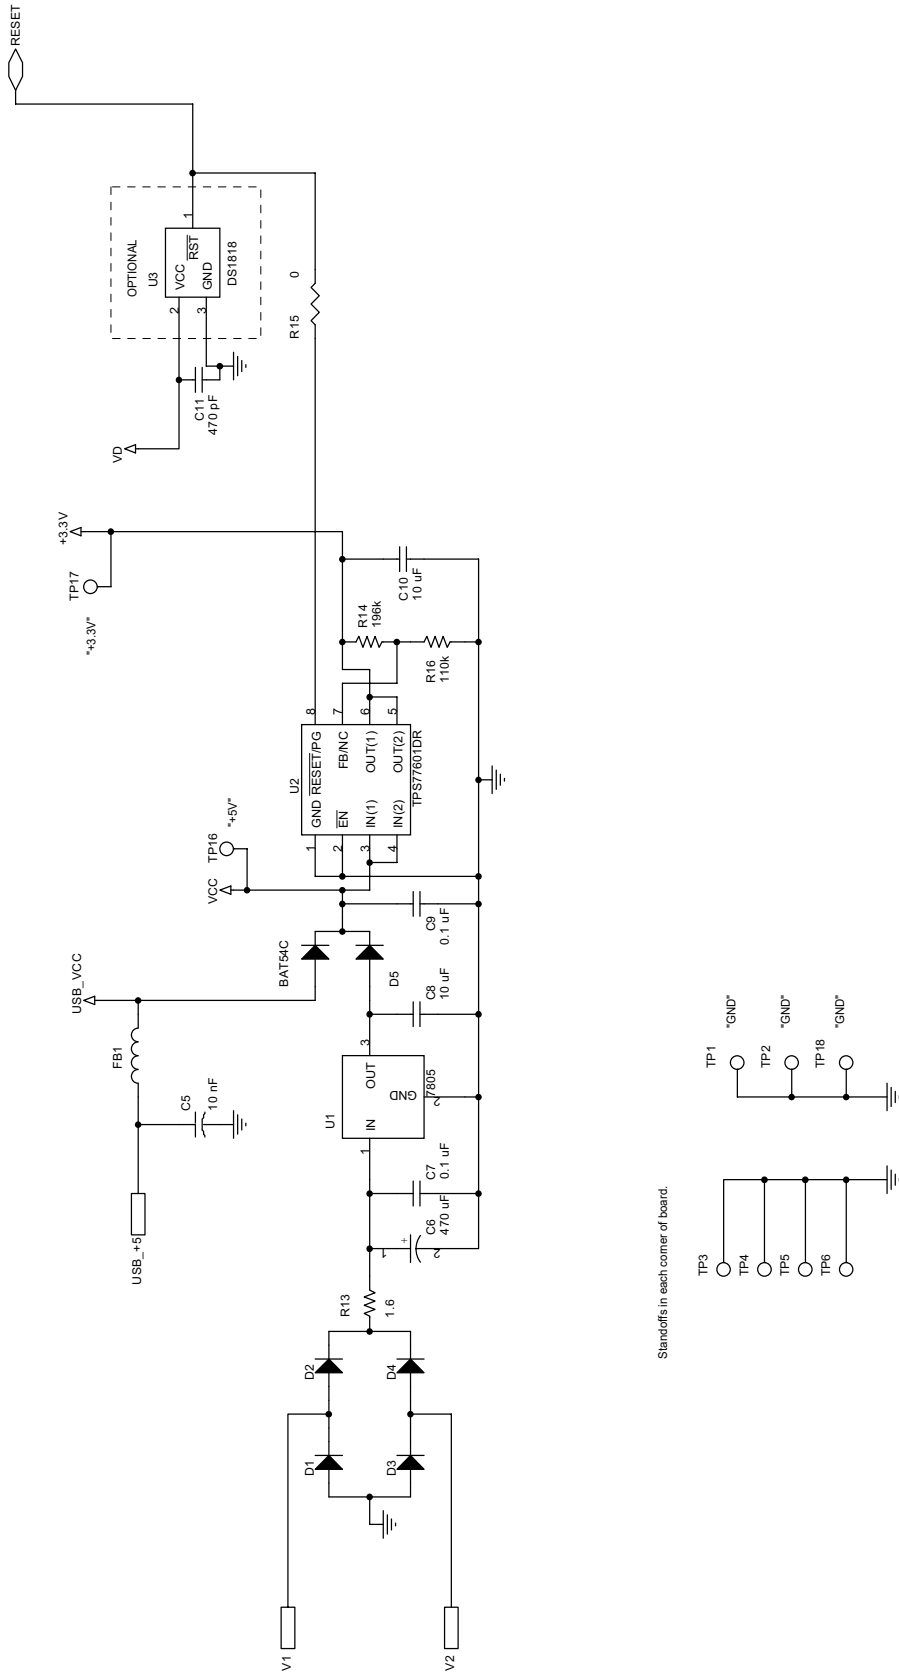 V1
V2
D1
D2
D3
D4
R13
1.6
1
+
2
C6
470 uF
C7
0.1 uF
U1
1
IN
OUT
3
GND
2
7805
C8
10 uF
D5
BAT54C
C9
0.1 uF
USB_+5
C5
10 nF
FB1
USB_VCC
VCC
TP16
"+5V"
U2
1
GND
RESET/PG
8
2
EN
FB/NC
7
3
IN(1)
OUT(1)
6
4
IN(2)
OUT(2)
5
TPS77601DR
R14
196k
R16
110k
C10
10 uF
TP17
"+3.3V"
+3.3V
VD
C11
470 pF
R15
0
OPTIONAL
U3
2
VCC
RST
1
3
GND
DS1818
RESET
Standoffs in each corner of board.
TP3
TP4
TP5
TP6
TP1
"GND"
TP2
"GND"
TP18
"GND"